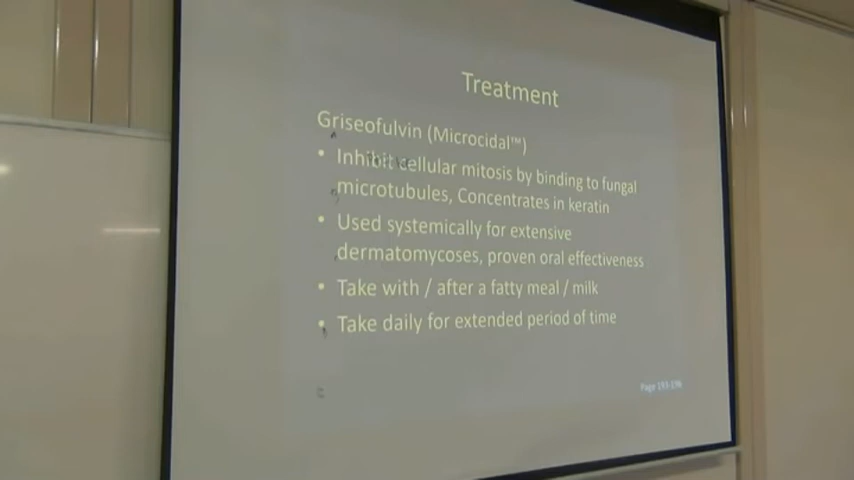 Treatment
Griseofulvin (Microcidal™)
• Inhibit cellular mitosis by binding to fungal
microtubules, Concentrates in keratin
• Used systemically for extensive
dermatomycoses, proven oral effectiveness
• Take with / after a fatty meal / milk
• Take daily for extended period of time
Page